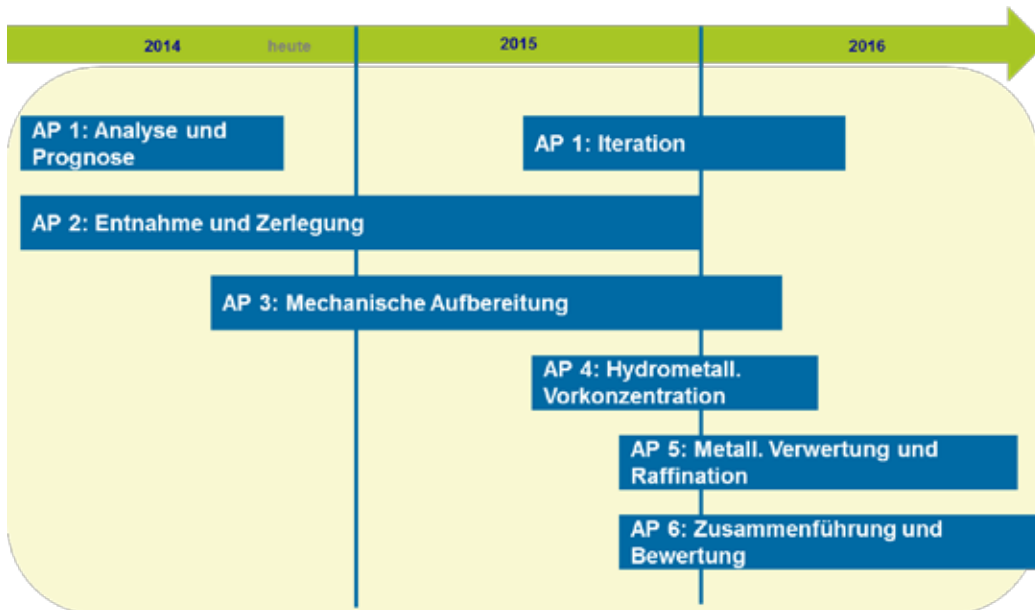 2014 heute 2015 2016
AP 1: Analyse und
Prognose
AP 1: Iteration
AP 2: Entnahme und Zerlegung
AP 3: Mechanische Aufbereitung
AP 4: Hydrometall.
Vorkonzentration
AP 5: Metall. Verwertung und
Raffination
AP 6: Zusammenführung und
Bewertung